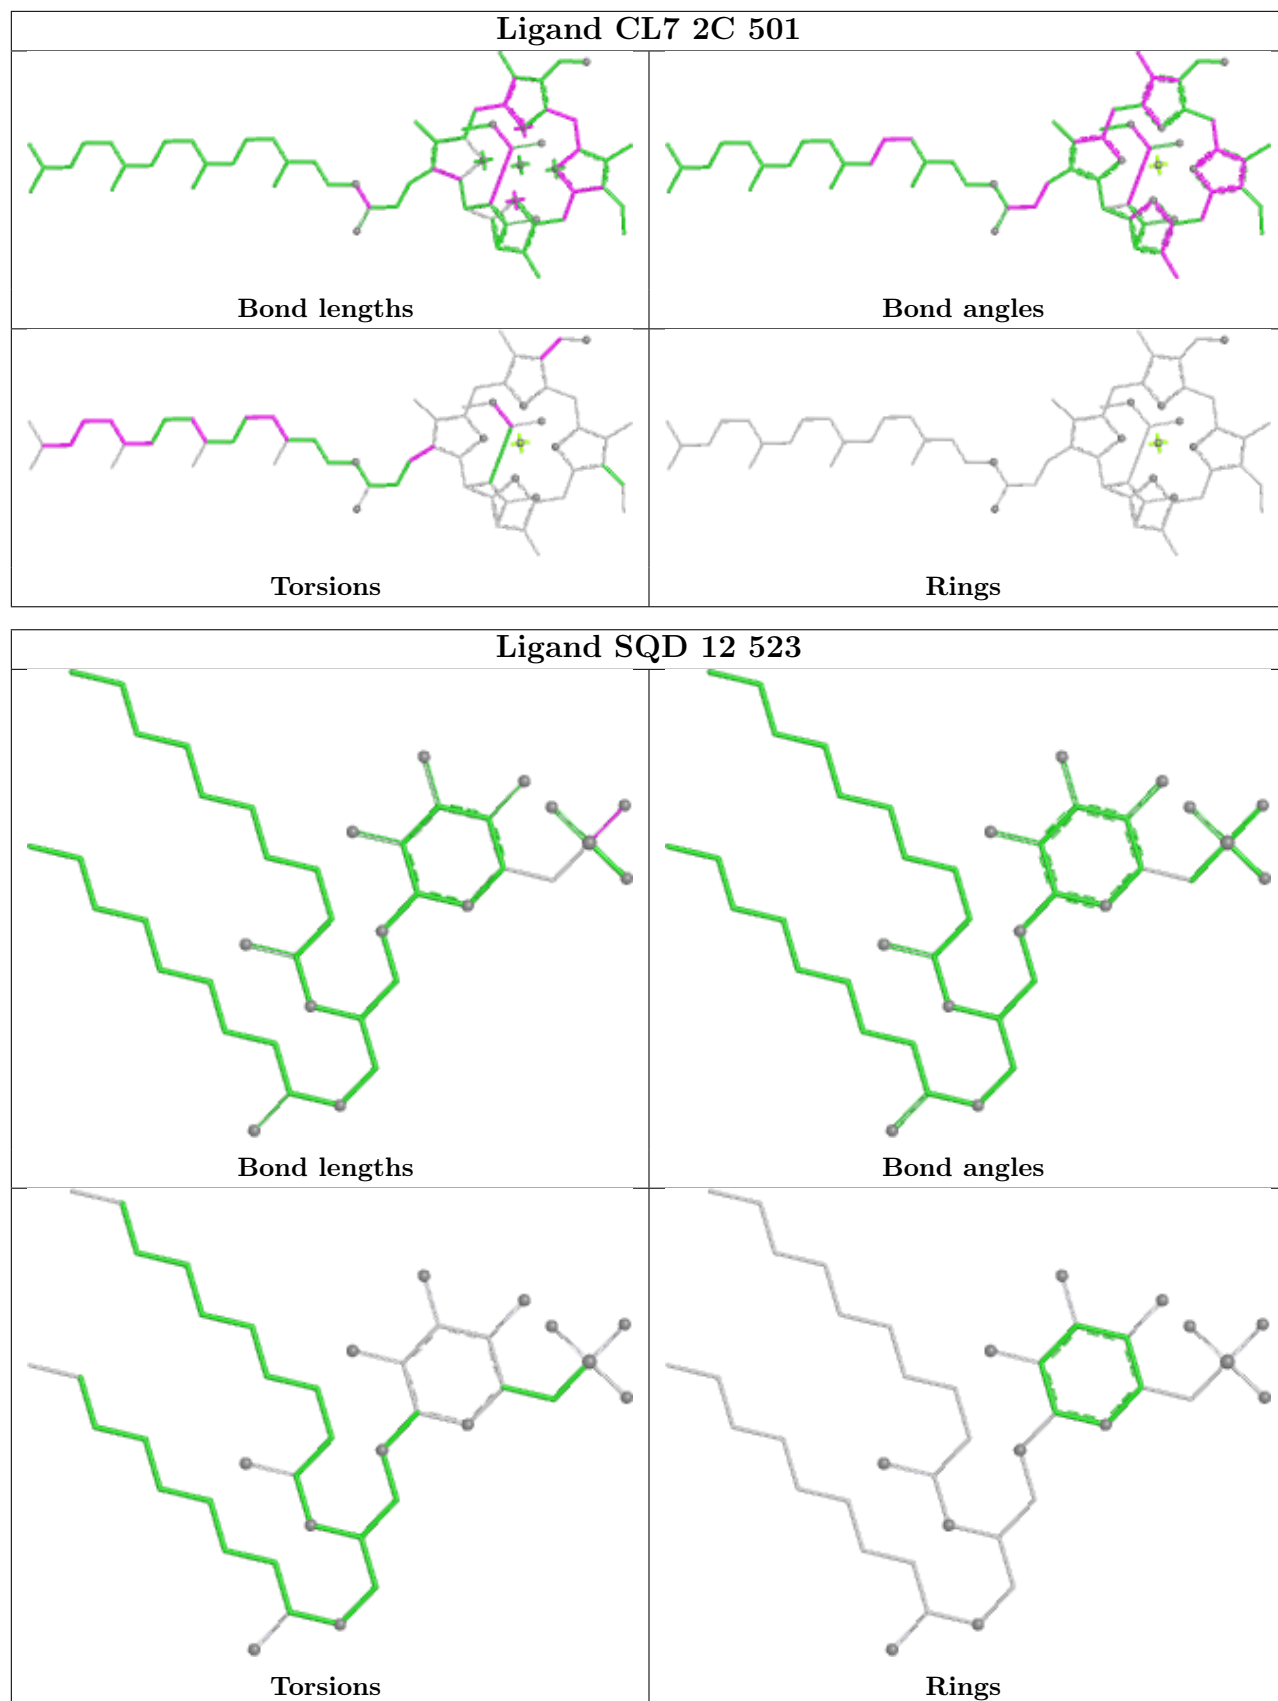 Ligand CL7 2C 501
Bond lengths
Bond angles
Torsions
Rings
Ligand SQD 12 523
Bond lengths
Bond angles
Torsions
Rings